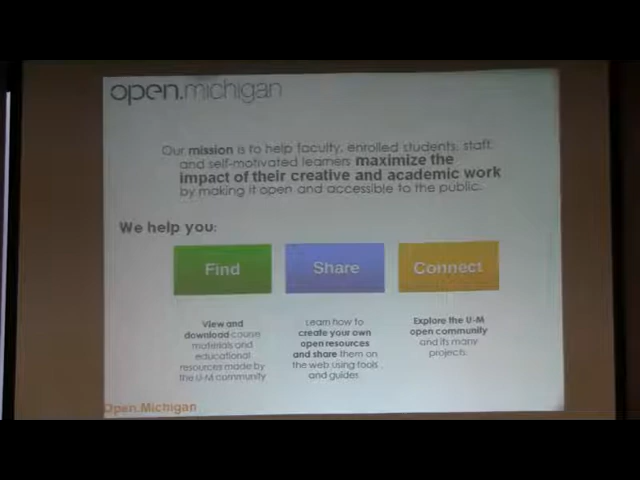 open.michigan
Our mission is to help faculty, enrolled students, staff,
and self-motivated learners maximize the
impact of their creative and academic work
by making it open and accessible to the public.
We help you:
Find
Share
Connect
View and
download course
materials and
educational
resources made by
the U-M community
Learn how to
create your own
open resources
and share them on
the web using tools
and guides.
Explore the U-M
open community
and its many
projects.
Open.Michigan